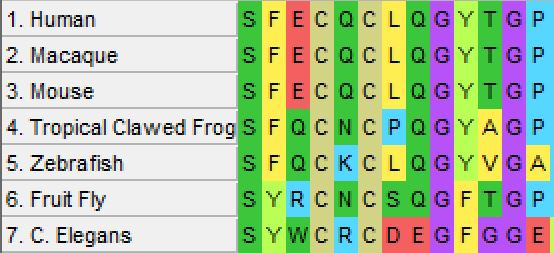 1. Human S F E C Q C L Q G Y T G P
2. Macaque S F E C Q C L Q G Y T G P
3. Mouse S F E C Q C L Q G Y T G P
4. Tropical Clawed Frog S F Q C N C P Q G Y A G P
5. Zebrafish S F Q C K C L Q G Y V G A
6. Fruit Fly S Y R C N C S Q G F T G P
7. C. Elegans S Y W C R C D E G F G G E